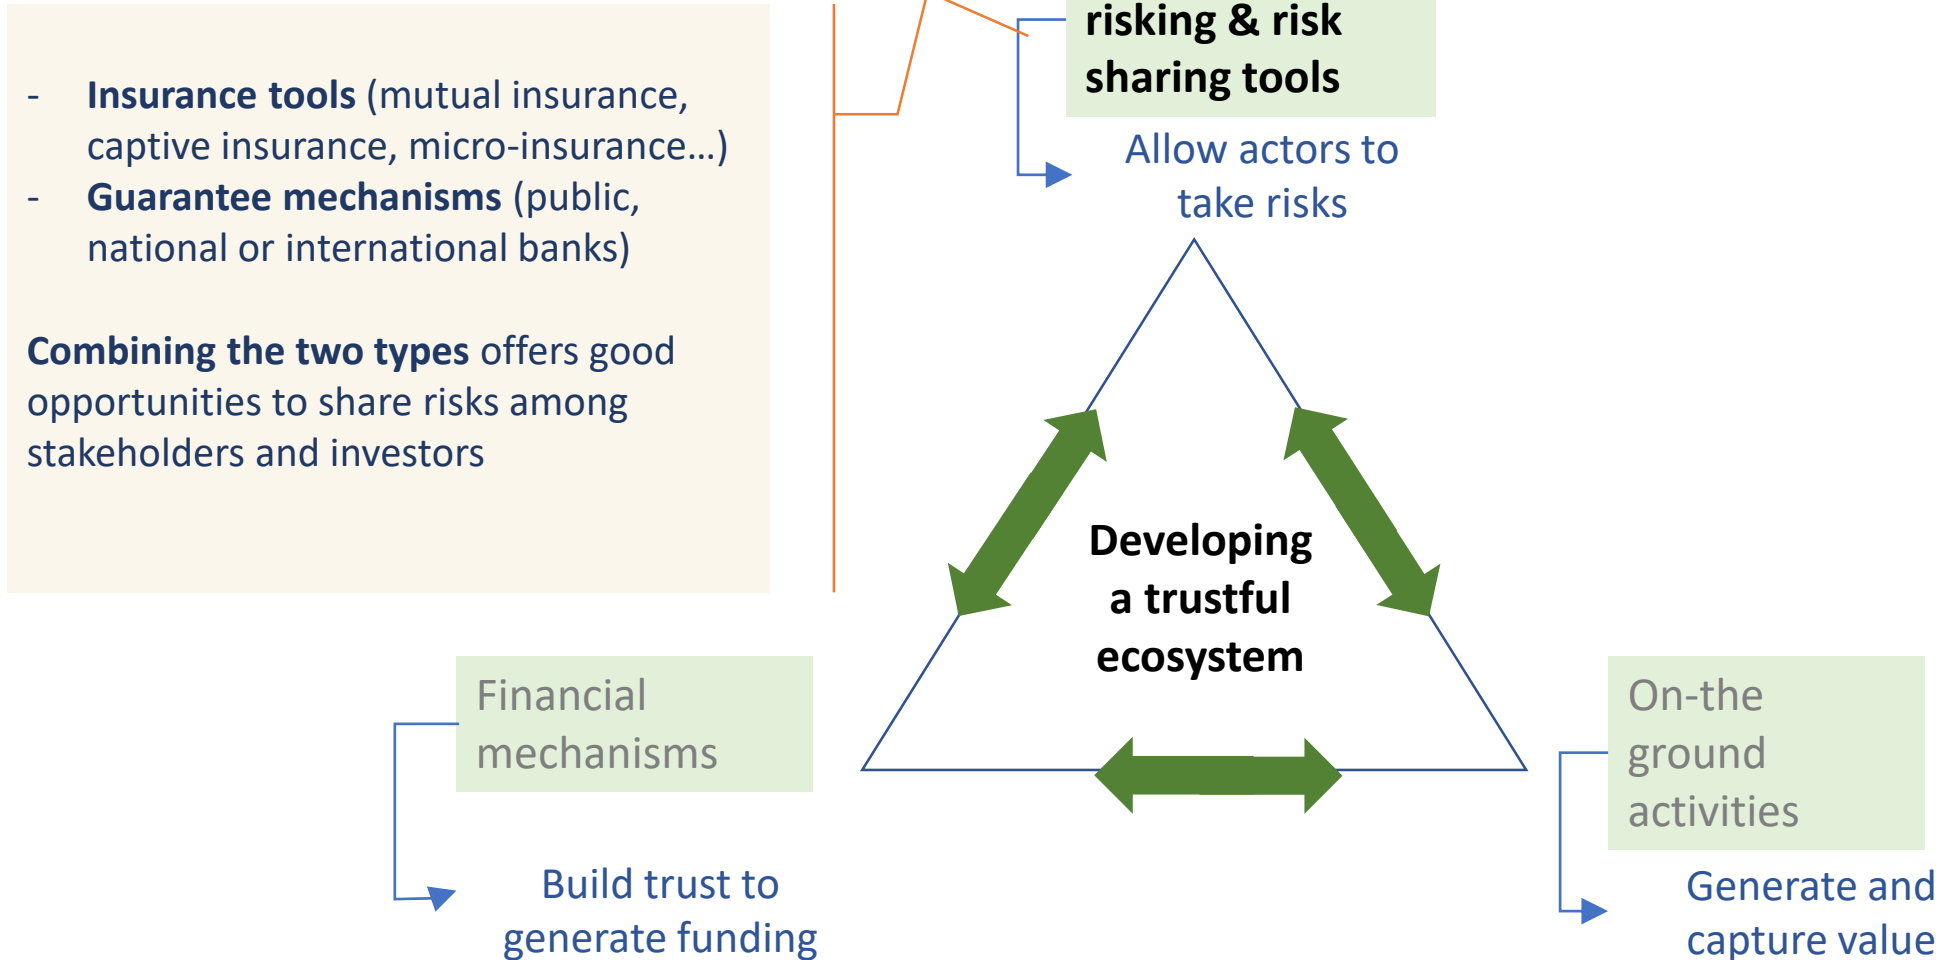 - Insurance tools (mutual insurance,
captive insurance, micro-insurance…)
- Guarantee mechanisms (public,
national or international banks)
Combining the two types offers good
opportunities to share risks among
stakeholders and investors
risking & risk
sharing tools
Allow actors to
take risks
Developing
a trustful
ecosystem
Financial
mechanisms
Build trust to
generate funding
On-the
ground
activities
Generate and
capture value